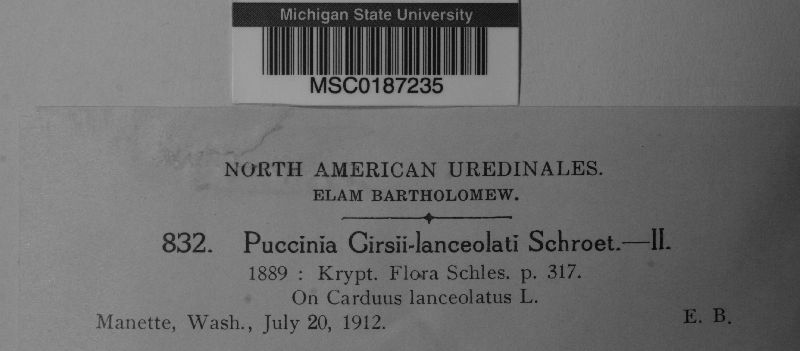 Michigan State University
MSC0187235
NORTH AMERICAN UREDINALES.
ELAM BARTHOLOMEW.
832. Puccinia Cirsii-lanceolati Schroet.—II.
1889 : Krypt. Flora Schles. p. 317.
On Carduus lanceolatus L.
Manette, Wash., July 20, 1912. E. B.